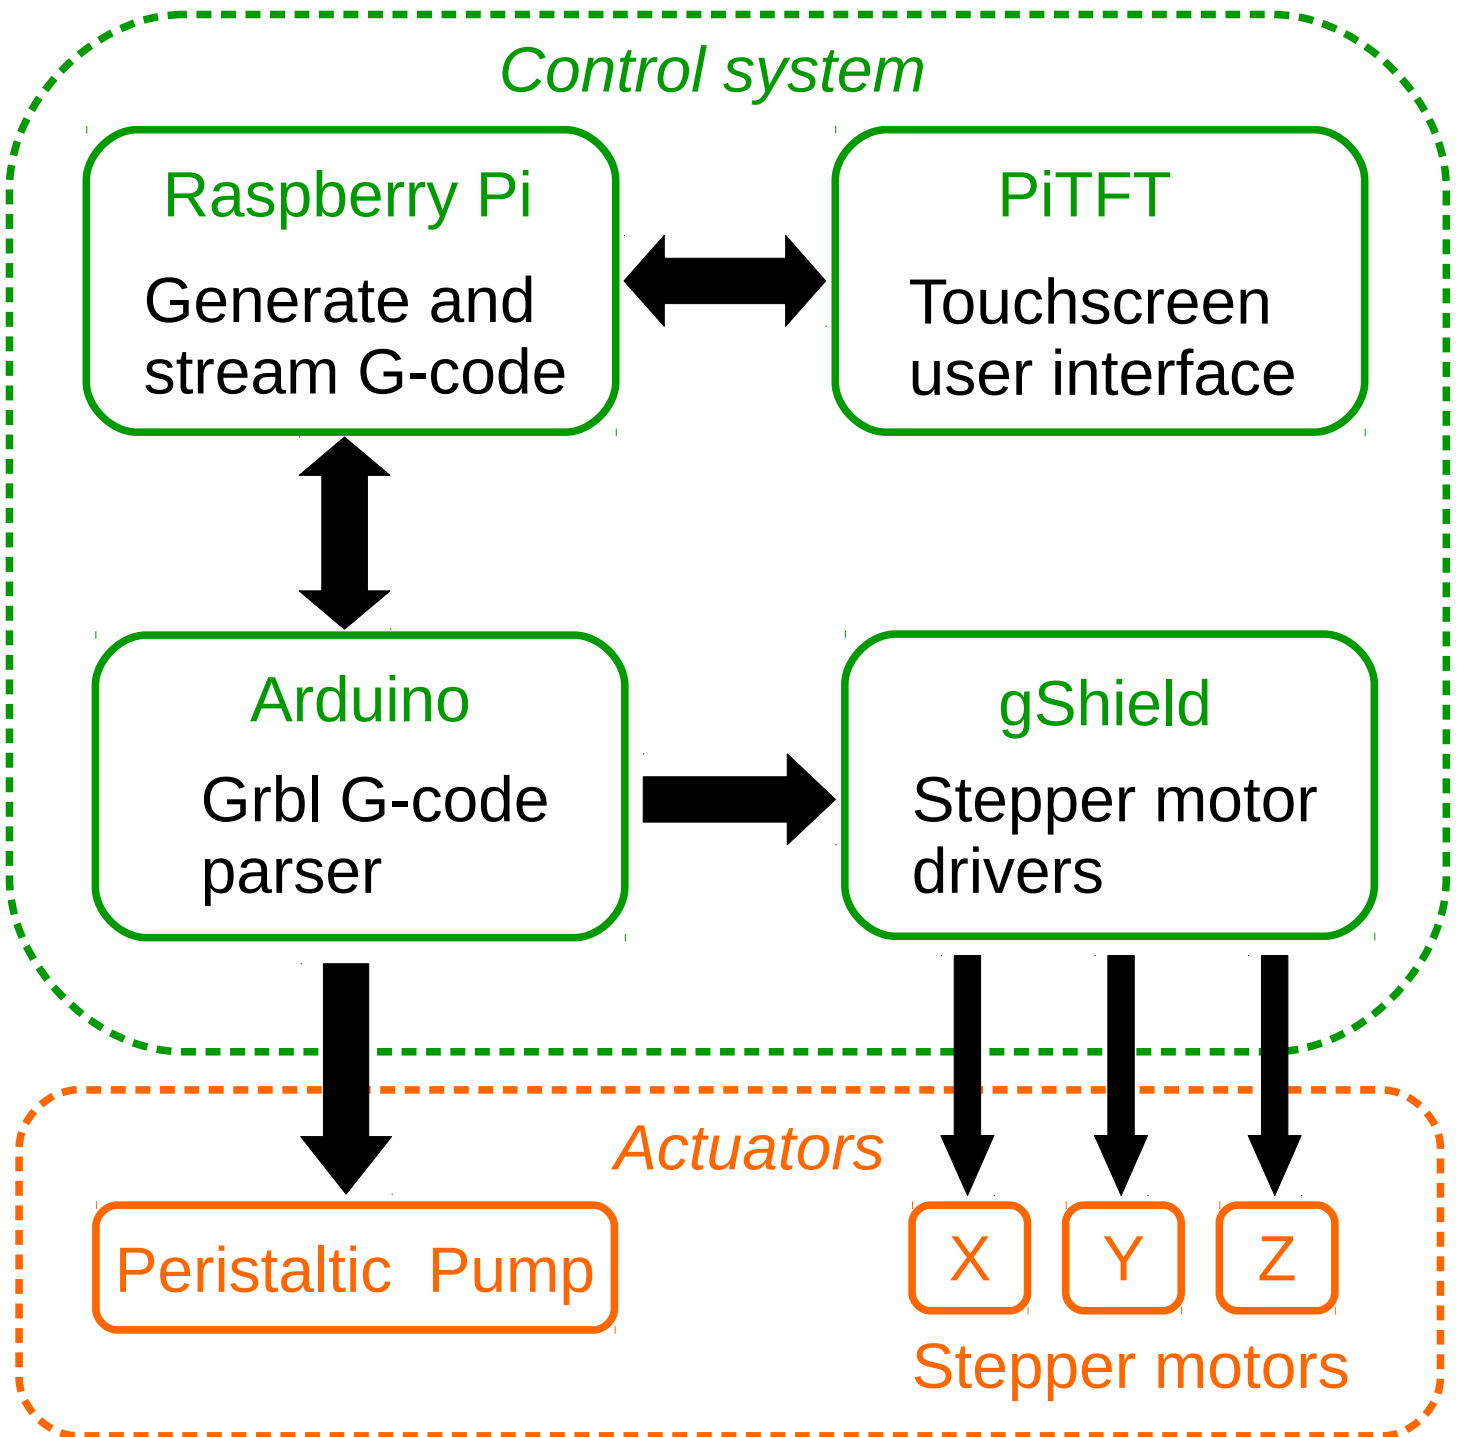 Control system
Raspberry Pi
Generate and
stream G-code
PiTFT
Touchscreen
user interface
Arduino
Grbl G-code
parser
gShield
Stepper motor
drivers
Actuators
Peristaltic Pump
X
Y
Z
Stepper motors